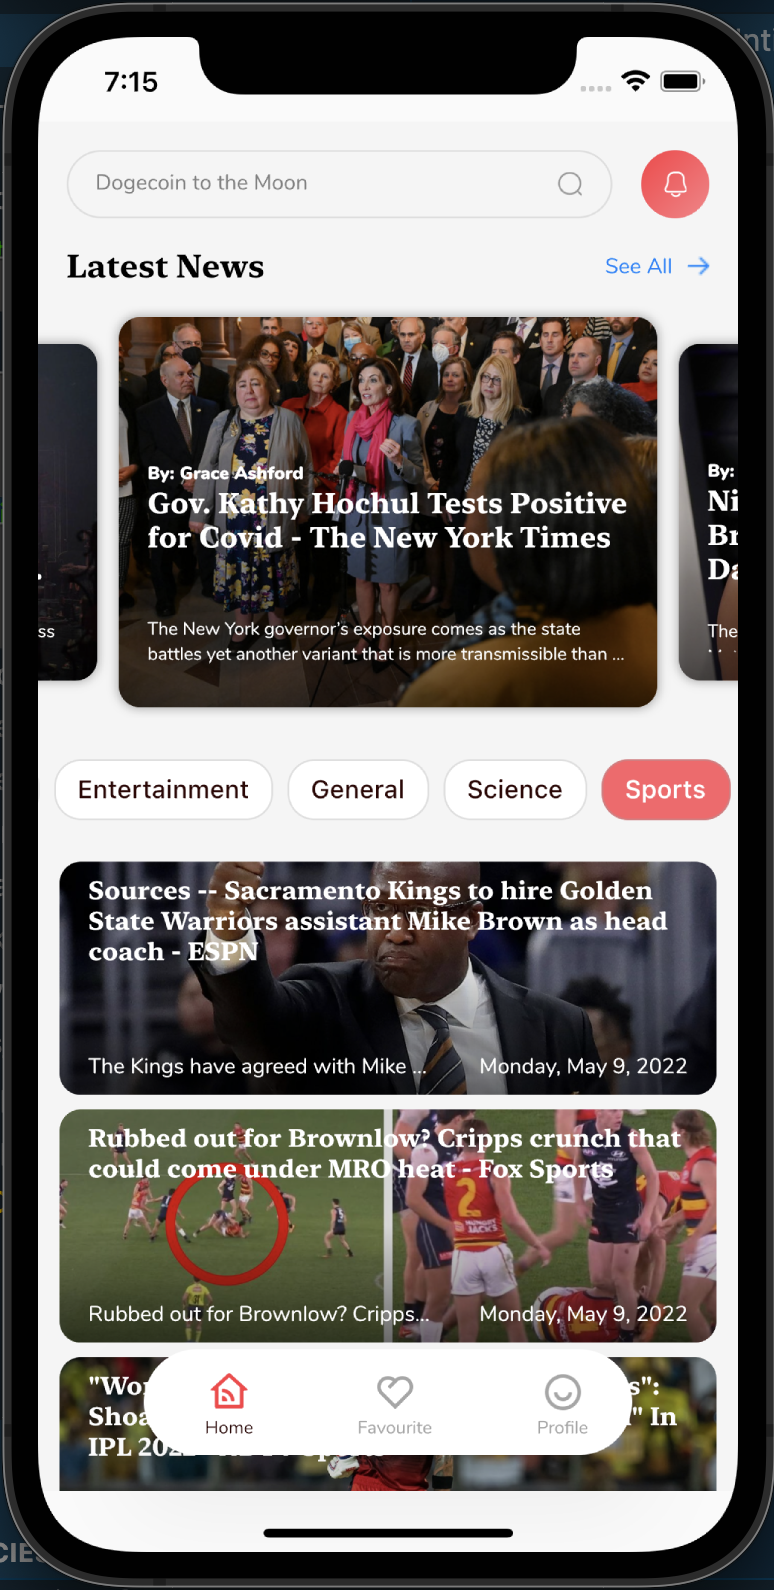 7:15
Dogecoin to the Moon
Latest News
See All
By: Grace Ashford
Gov. Kathy Hochul Tests Positive
for Covid - The New York Times
The New York governor's exposure comes as the state
battles yet another variant that is more transmissible than ...
ss
By:
Ni
Br
Da
The
Entertainment
General
Science
Sports
Sources -- Sacramento Kings to hire Golden
State Warriors assistant Mike Brown as head
coach - ESPN
The Kings have agreed with Mike ...
Monday, May 9, 2022
Rubbed out for Brownlow? Cripps crunch that
could come under MRO heat - Fox Sports
2
JACKS
Rubbed out for Brownlow? Cripps...
Monday, May 9, 2022
"Wor
s":
Shoa
" In
IPL 202
Home
Favourite
Profile
CIES